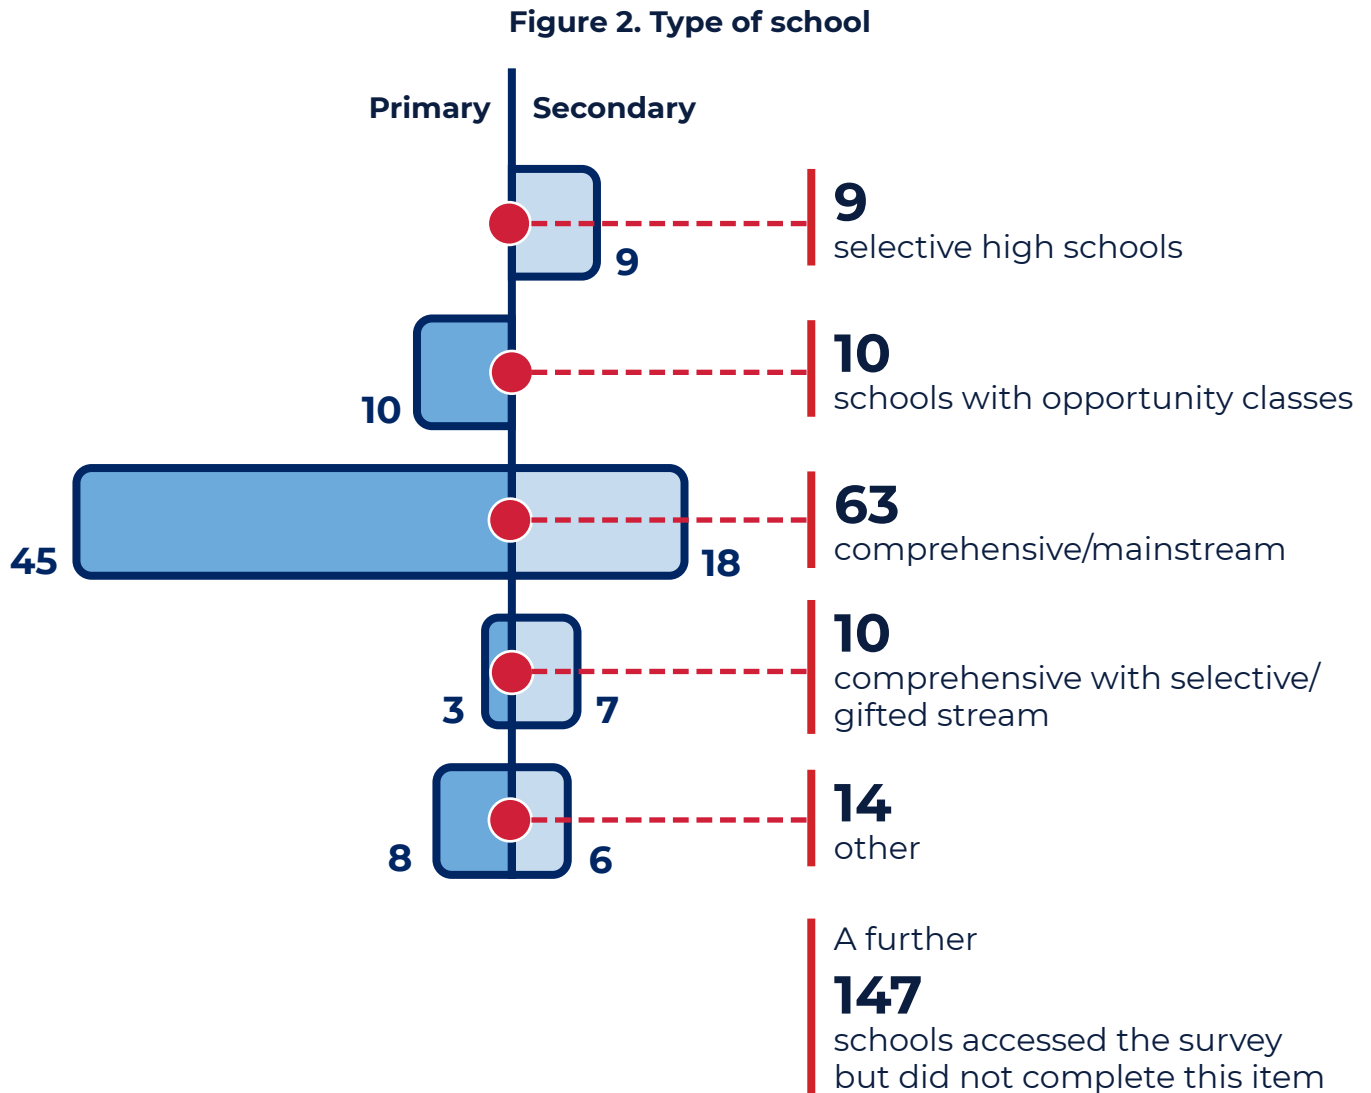 Figure 2. Type of school
Primary
Secondary
9
9
selective high schools
10
10
schools with opportunity classes
45
18
63
comprehensive/mainstream
3
7
10
comprehensive with selective/
gifted stream
8
6
14
other
A further
147
schools accessed the survey
but did not complete this item